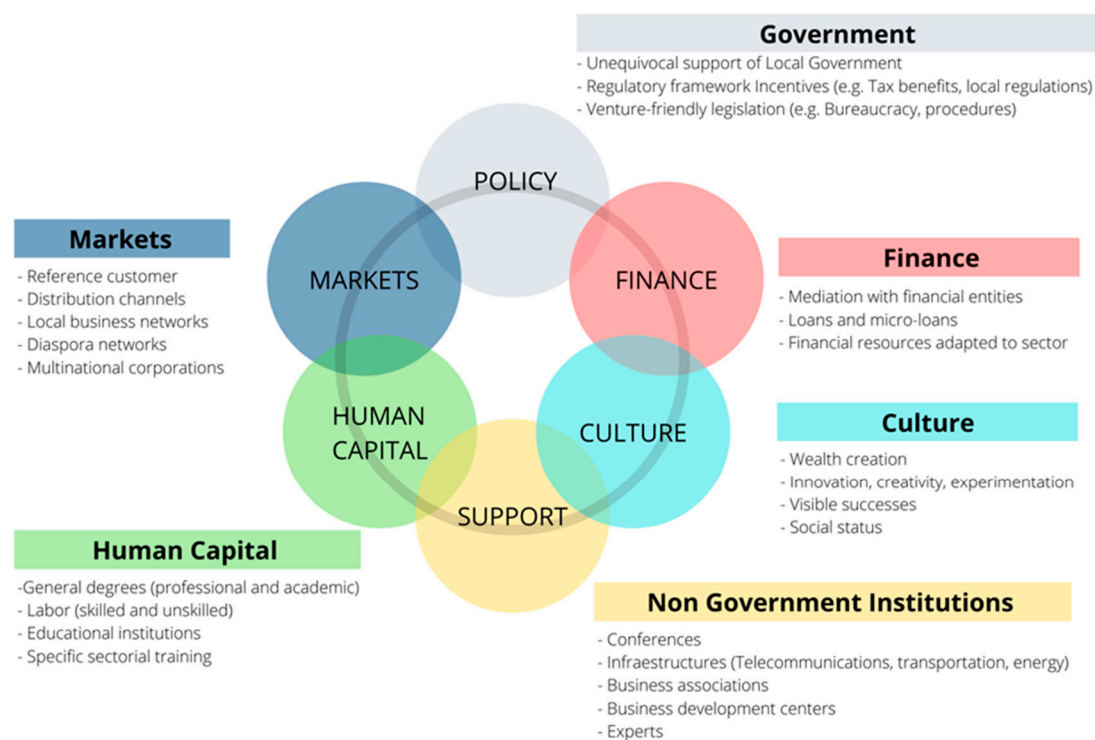 Government
- Unequivocal support of Local Government
- Regulatory framework Incentives (e.g. Tax benefits, local regulations)
- Venture-friendly legislation (e.g. Bureaucracy, procedures)
POLICY
MARKETS
FINANCE
HUMAN
CAPITAL
CULTURE
SUPPORT
Markets
- Reference customer
- Distribution channels
- Local business networks
- Diaspora networks
- Multinational corporations
Finance
- Mediation with financial entities
- Loans and micro-loans
- Financial resources adapted to sector
Culture
- Wealth creation
- Innovation, creativity, experimentation
- Visible successes
- Social status
Human Capital
-General degrees (professional and academic)
- Labor (skilled and unskilled)
- Educational institutions
- Specific sectorial training
Non Government Institutions
- Conferences
- Infraestructures (Telecommunications, transportation, energy)
- Business associations
- Business development centers
- Experts